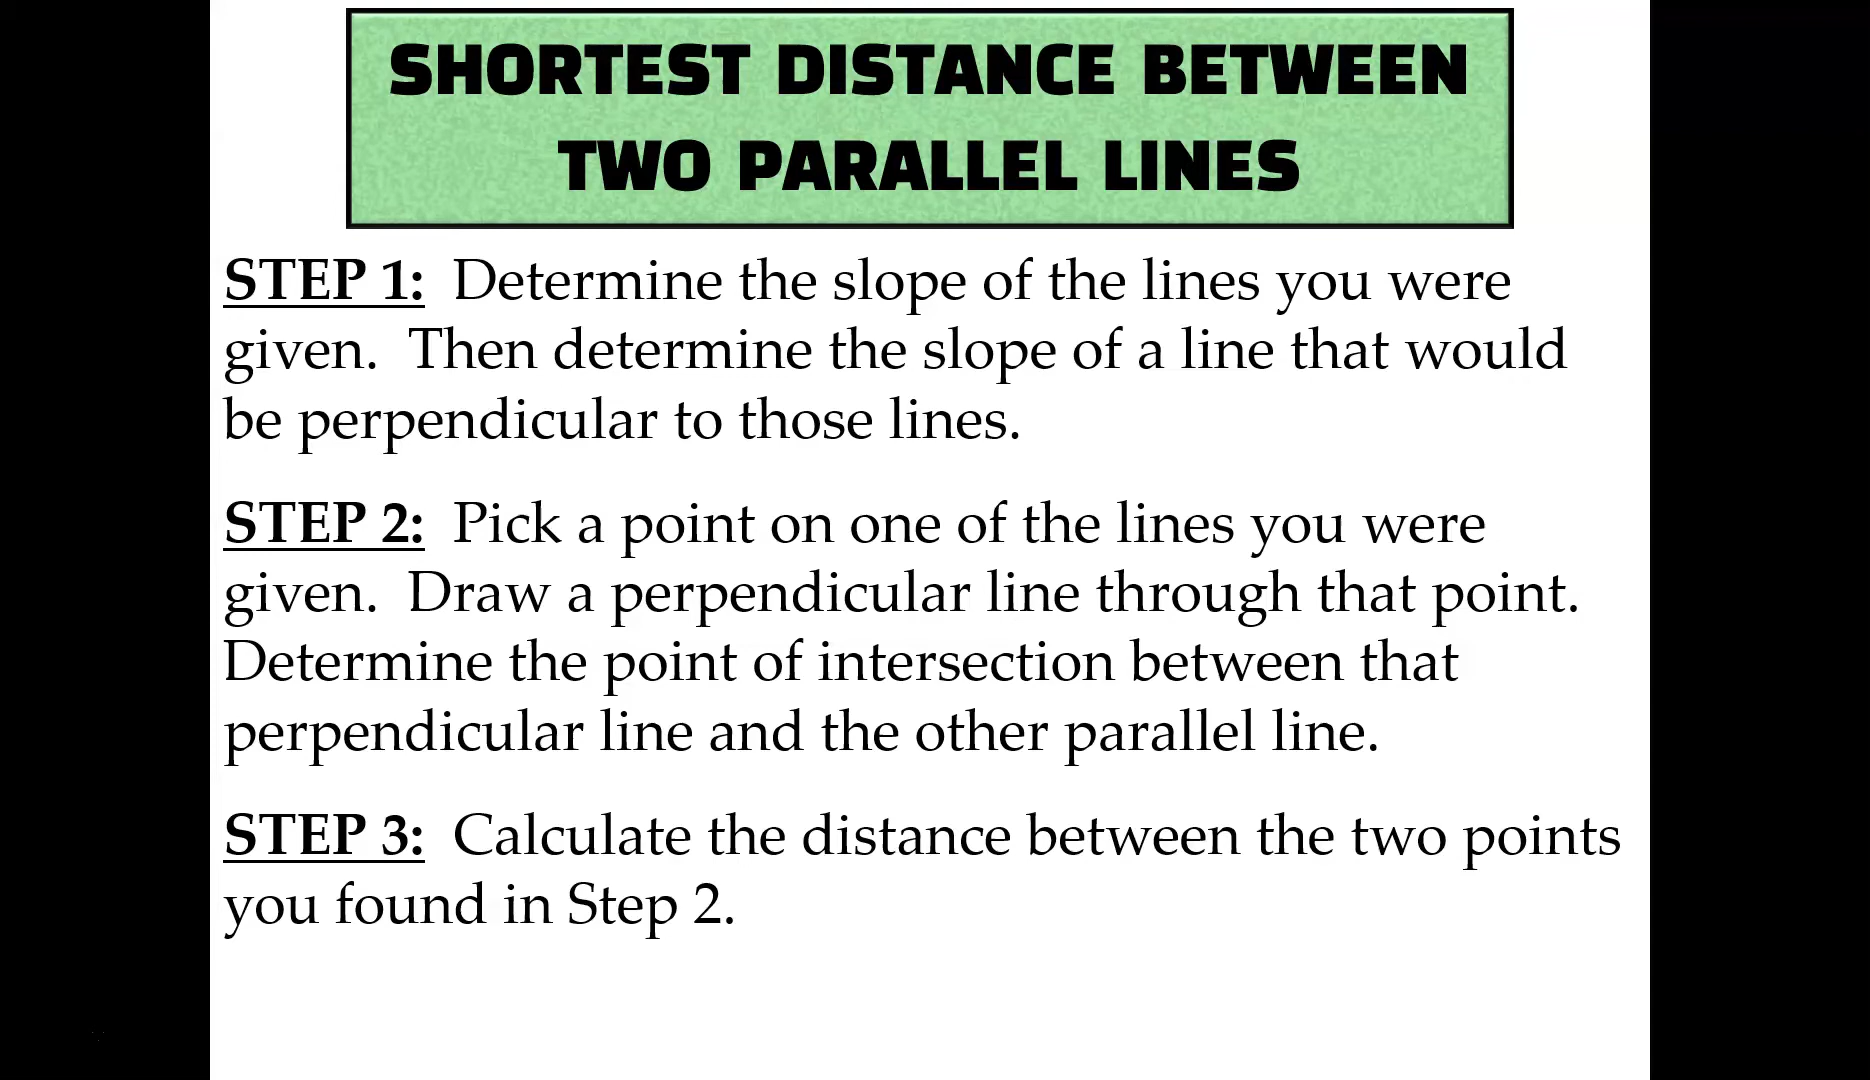 SHORTEST DISTANCE BETWEEN
TWO PARALLEL LINES
STEP 1: Determine the slope of the lines you were
given. Then determine the slope of a line that would
be perpendicular to those lines.
STEP 2: Pick a point on one of the lines you were
given. Draw a perpendicular line through that point.
Determine the point of intersection between that
perpendicular line and the other parallel line.
STEP 3: Calculate the distance between the two points
you found in Step 2.